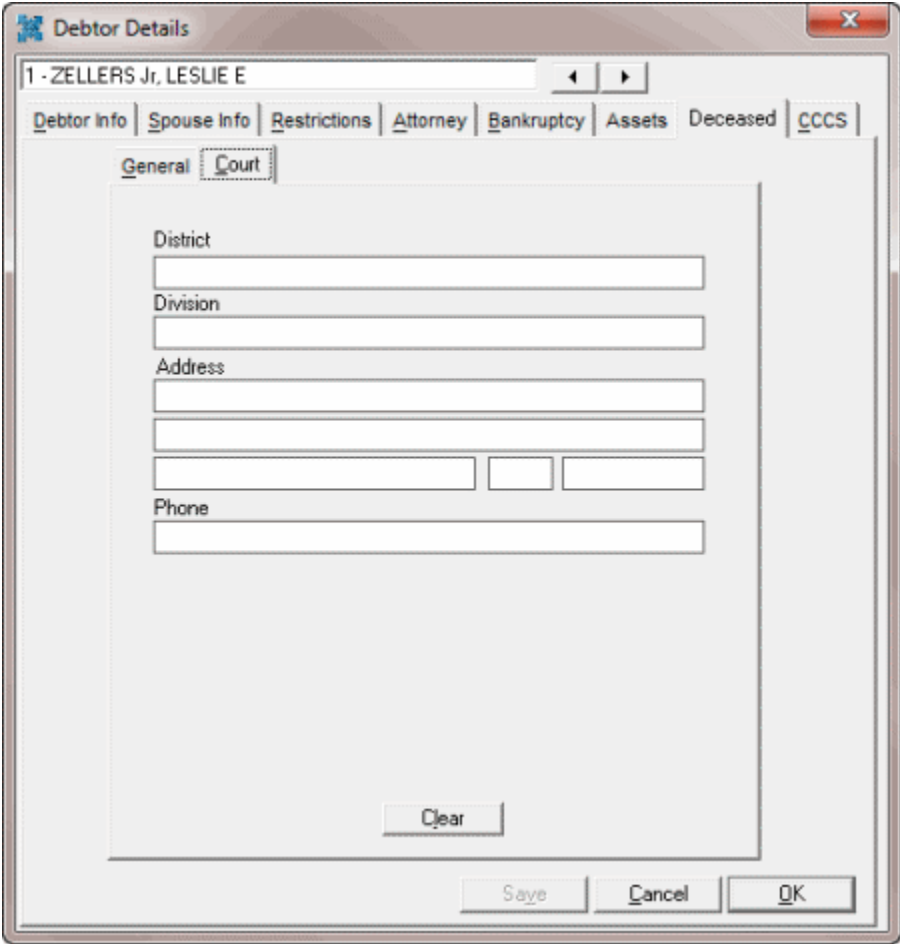 Debtor Details
1 - ZELLERS Jr, LESLIE E
Debtor Info Spouse Info Restrictions Attorney Bankruptcy Assets Deceased CCCS
General Court
District
Division
Address
Phone
Clear
Save Cancel OK